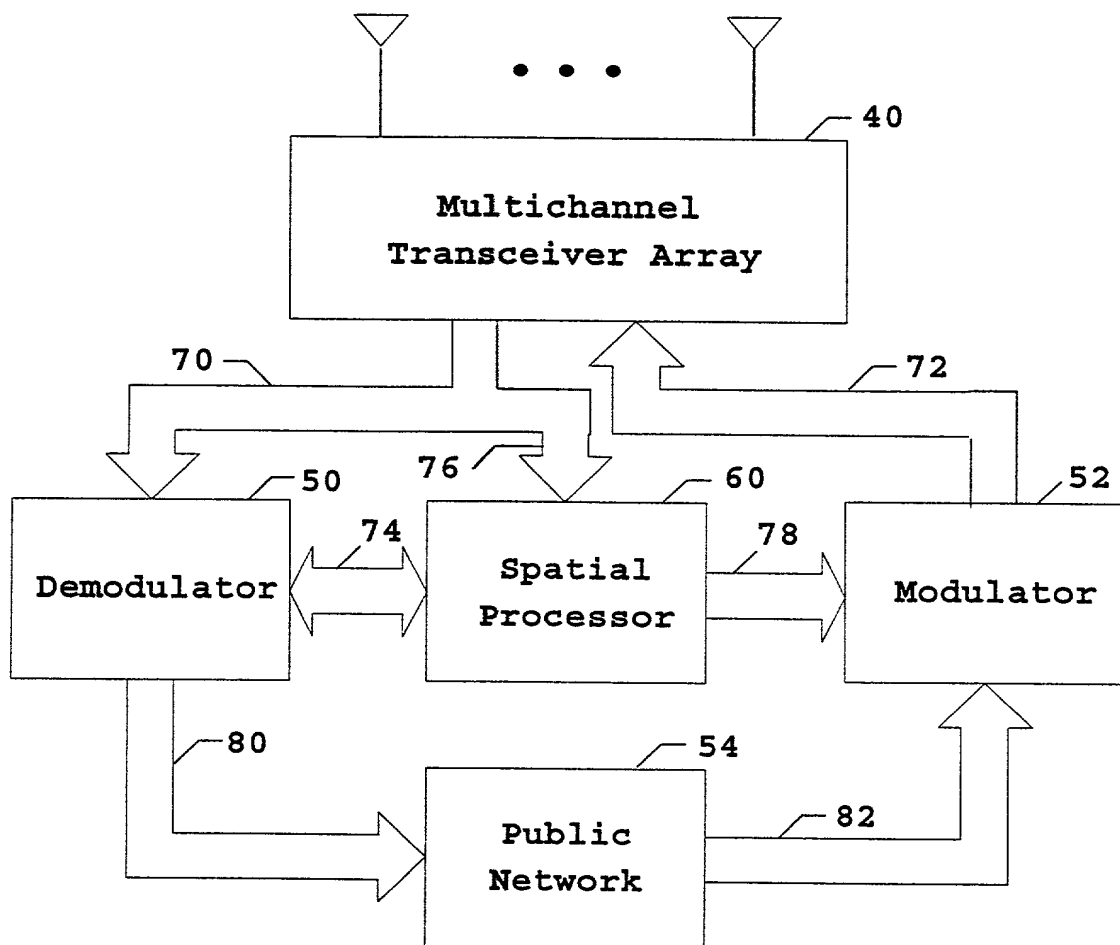 40
Multichannel
Transceiver Array
70
72
76
50
60
52
74
78
Demodulator
Spatial
Processor
Modulator
80
54
82
Public
Network